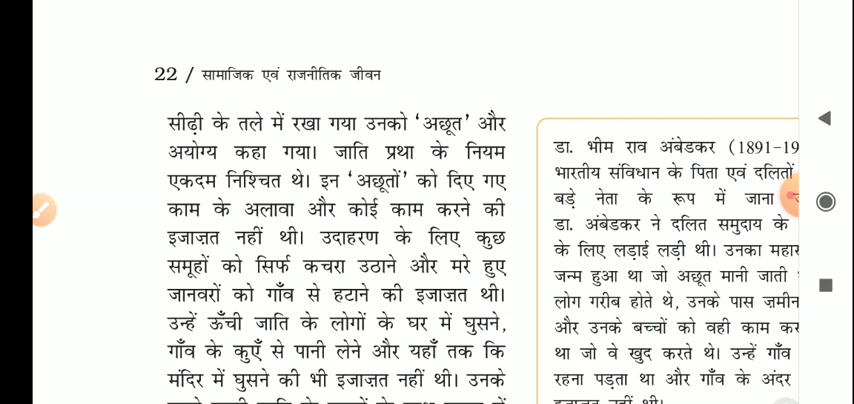 22 / सामाजिक एवं राजनीतिक जीवन
सीढ़ी के तले में रखा गया उनको ‘अछूत’ और
अयोग्य कहा गया। जाति प्रथा के नियम
एकदम निश्चित थे। इन ‘अछूतों’ को दिए गए
काम के अलावा और कोई काम करने की
इजाज़त नहीं थी। उदाहरण के लिए कुछ
समूहों को सिर्फ कचरा उठाने और मरे हुए
जानवरों को गाँव से हटाने की इजाज़त थी।
उन्हें ऊँची जाति के लोगों के घर में घुसने,
गाँव के कुएँ से पानी लेने और यहाँ तक कि
मंदिर में घुसने की भी इजाज़त नहीं थी। उनके
डा. भीम राव अंबेडकर (1891-19
भारतीय संविधान के पिता एवं दलितों
बड़े नेता के रूप में जाना
डा. अंबेडकर ने दलित समुदाय के
के लिए लड़ाई लड़ी थी। उनका
जन्म हुआ था जो अछूत मानी जाती
लोग गरीब होते थे, उनके पास ज़मीन
और उनके बच्चों को वही काम
था जो वे खुद करते थे। उन्हें गाँव
रहना पड़ता था और गाँव के अंदर